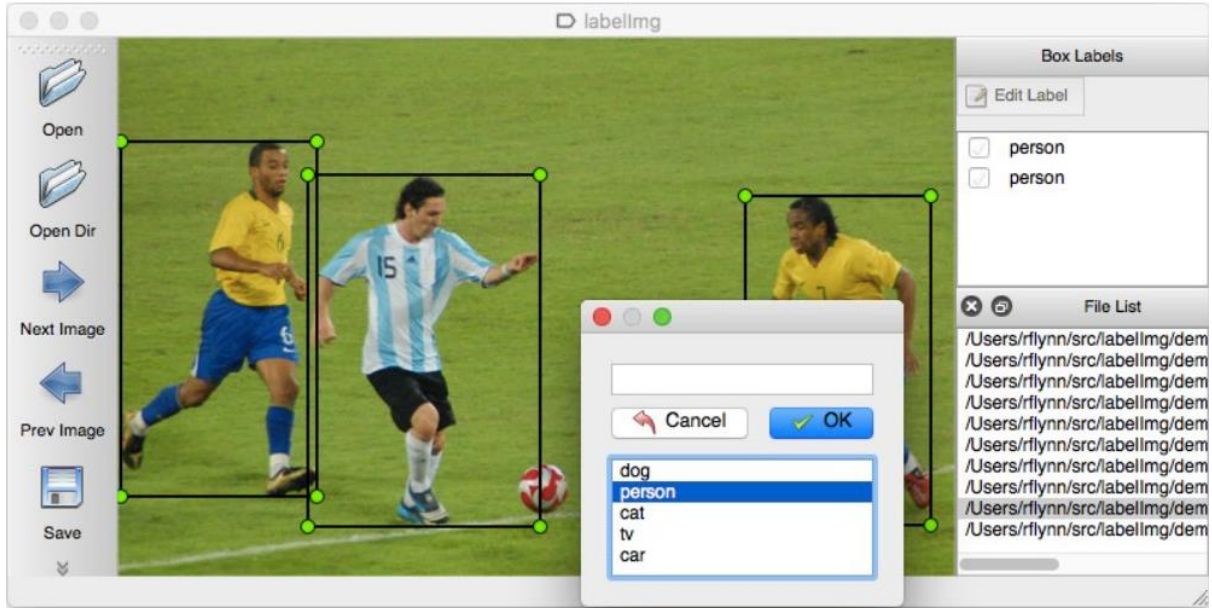 labelImg
Open
Open Dir
Next Image
Prev Image
Save
6
6
15
7
Cancel
OK
dog
person
cat
tv
car
Box Labels
Edit Label
person
person
File List
/Users/rflynn/src/labelImg/dem
/Users/rflynn/src/labelImg/dem
/Users/rflynn/src/labelImg/dem
/Users/rflynn/src/labelImg/dem
/Users/rflynn/src/labelImg/dem
/Users/rflynn/src/labelImg/dem
/Users/rflynn/src/labelImg/dem
/Users/rflynn/src/labelImg/dem
/Users/rflynn/src/labelImg/dem
/Users/rflynn/src/labelImg/dem